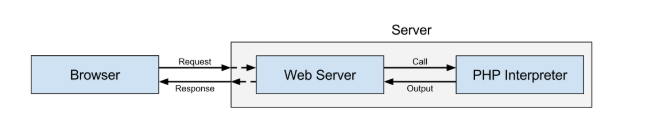 Server
Request
Call
Browser
Web Server
PHP Interpreter
Response
Output